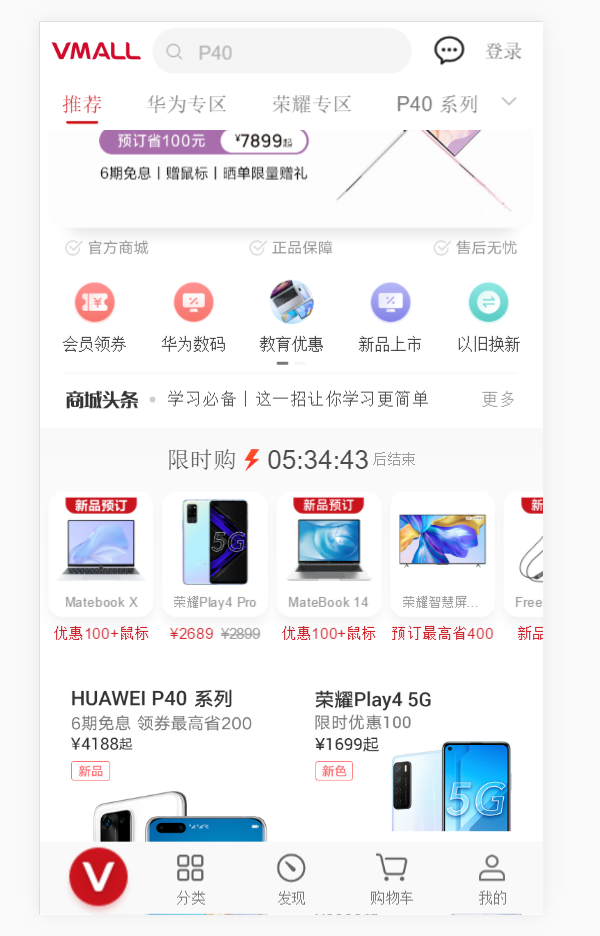 VMALL P40 登录
推荐 华为专区 荣耀专区 P40 系列
预订省100元 ¥7899起
6期免息丨赠鼠标丨晒单限量赠礼
官方商城 正品保障 售后无忧
会员领券 华为数码 教育优惠 新品上市 以旧换新
商城头条 学习必备丨这一招让你学习更简单 更多
限时购 05:34:43 后结束
新品预订 新品预订 新
5G
Matebook X 荣耀Play4 Pro MateBook 14 荣耀智慧屏... Free
优惠100+鼠标 ¥2689 ¥2899 优惠100+鼠标 预订最高省400 新品
HUAWEI P40 系列 荣耀Play4 5G
6期免息 领券最高省200 限时优惠100
¥4188起 ¥1699起
新品 新色
5G
V 分类 发现 购物车 我的